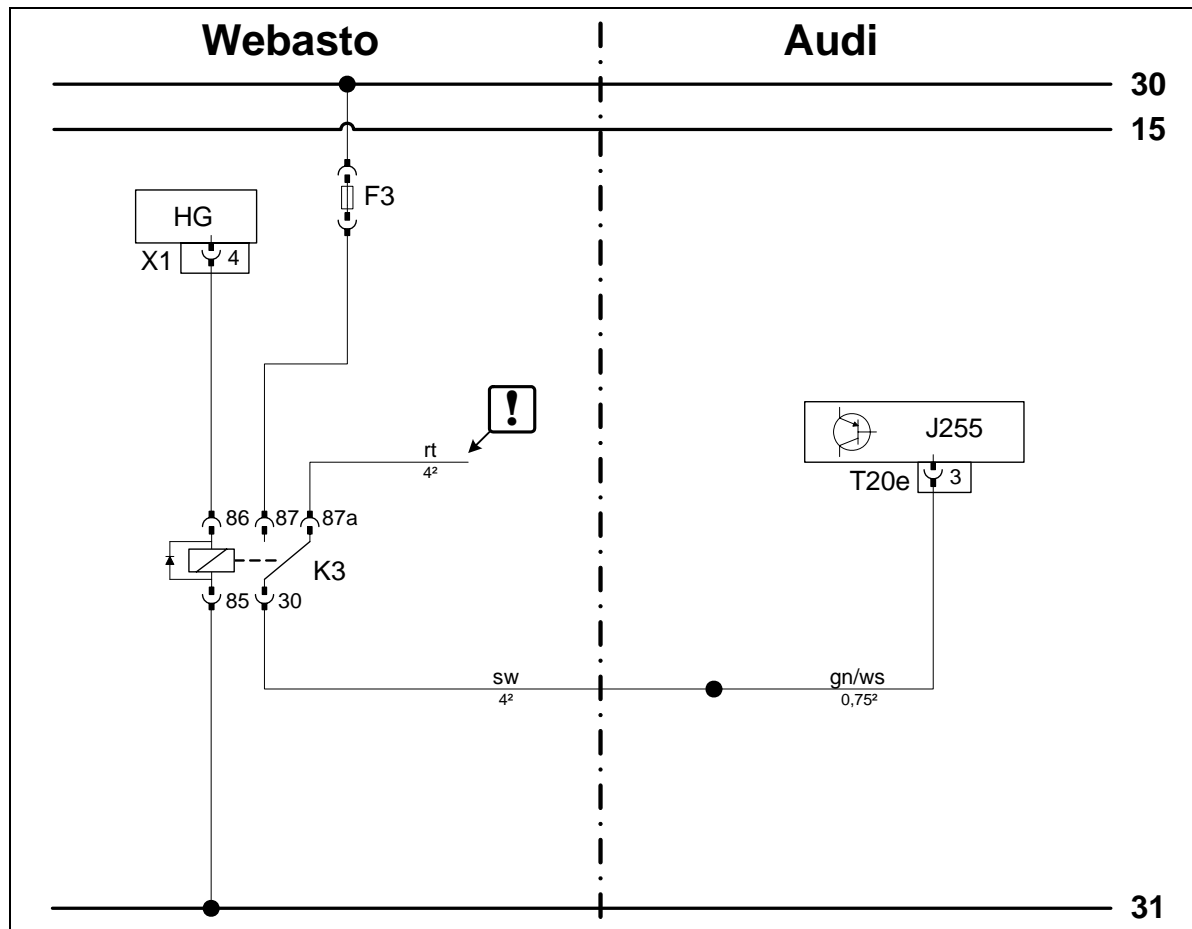 Webasto
Audi
30
15
F3
HG
X1
4
!
J255
rt
4²
T20e
3
86
87
87a
K3
85
30
sw
4²
gn/ws
0,75²
31